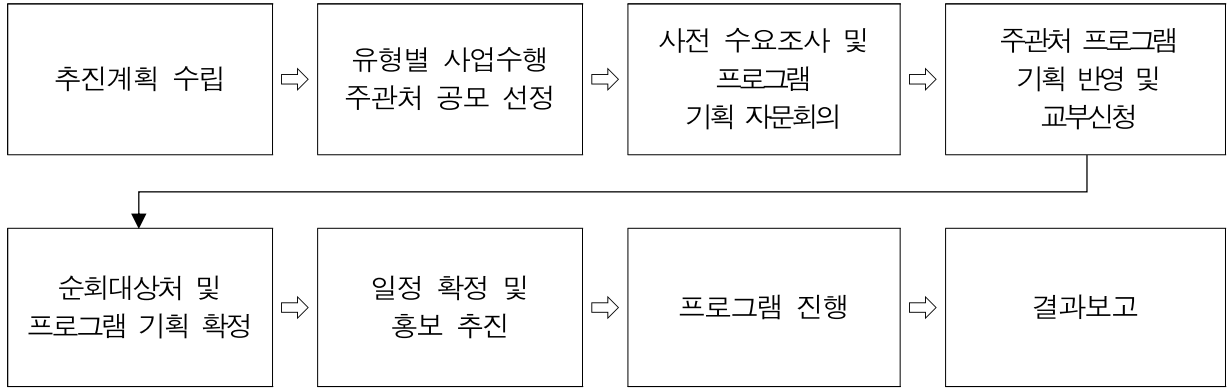 추진계획 수립
유형별 사업수행
주관처 공모 선정
사전 수요조사 및
프로그램
기획 자문회의
주관처 프로그램
기획 반영 및
교부신청
순회대상처 및
프로그램 기획 확정
일정 확정 및
홍보 추진
프로그램 진행
결과보고